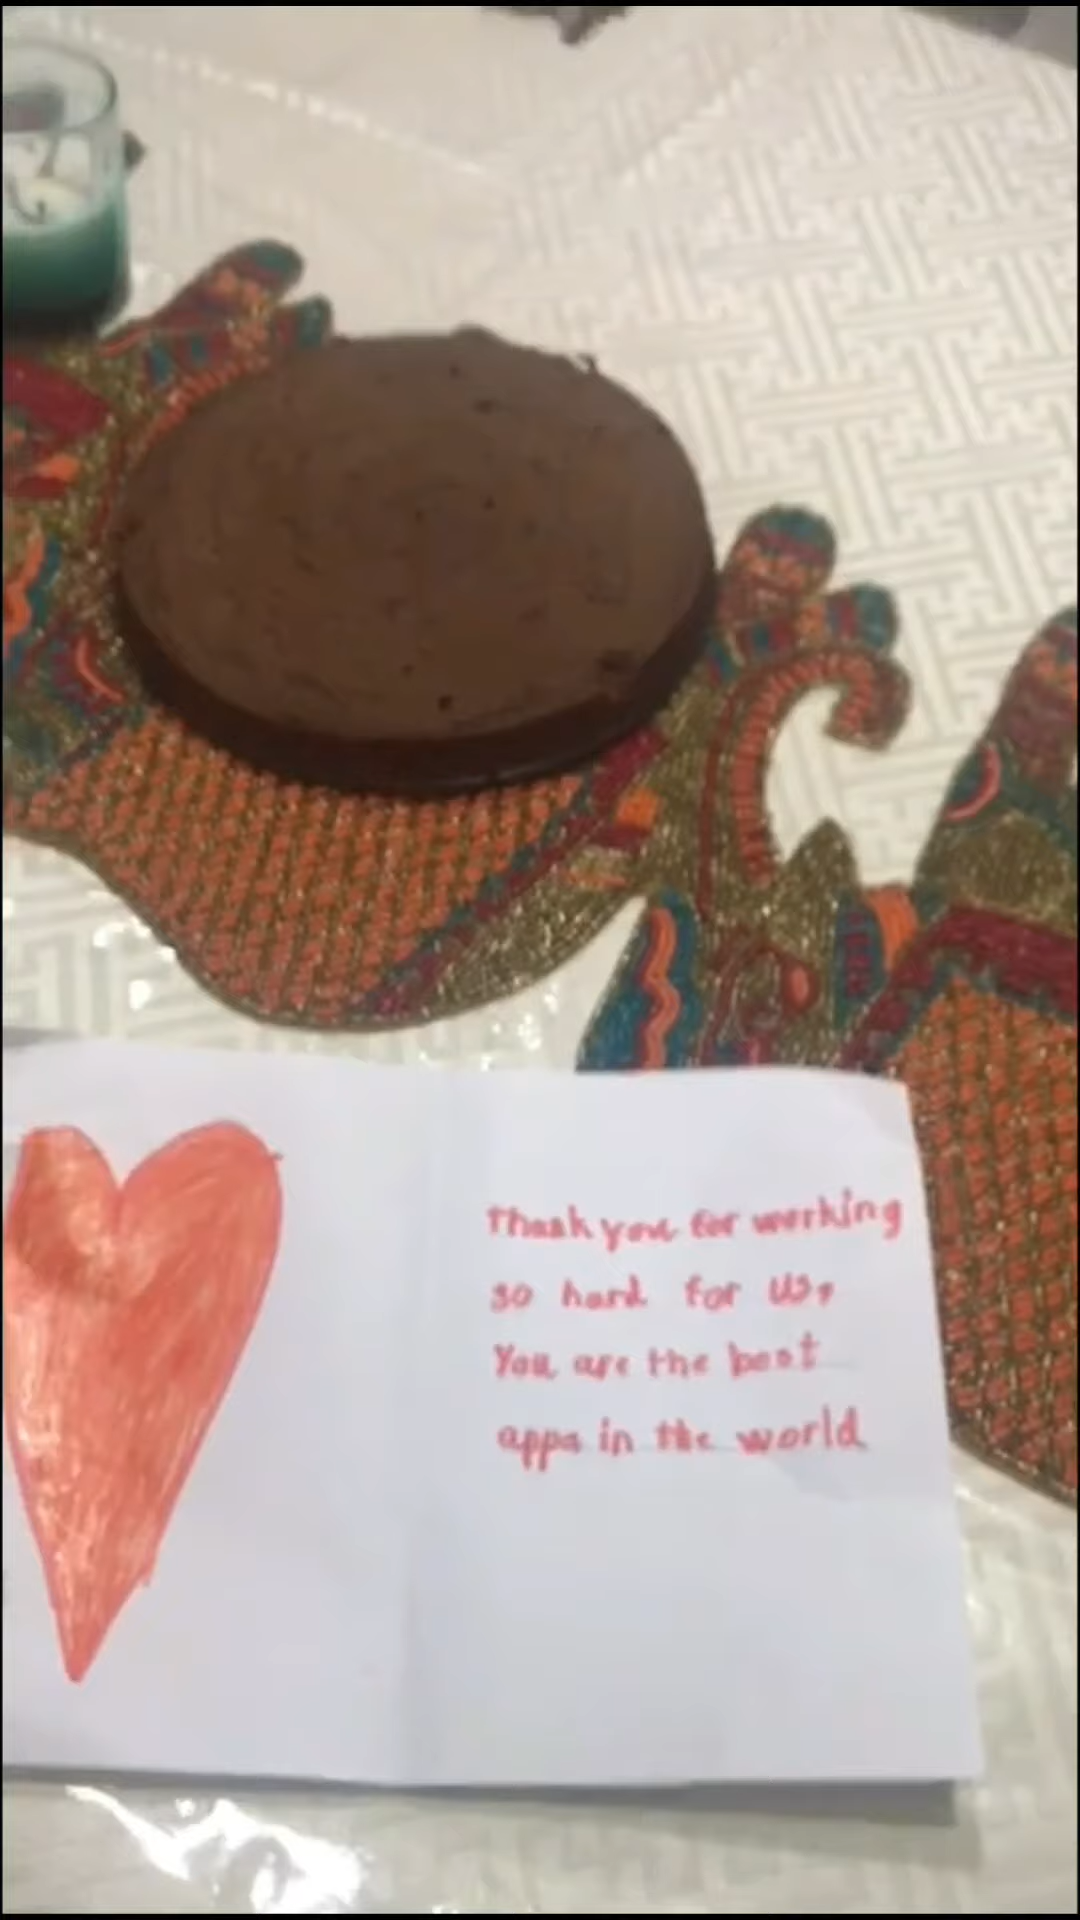 Thank you for working
so hard for us,
You are the best
appa in the world